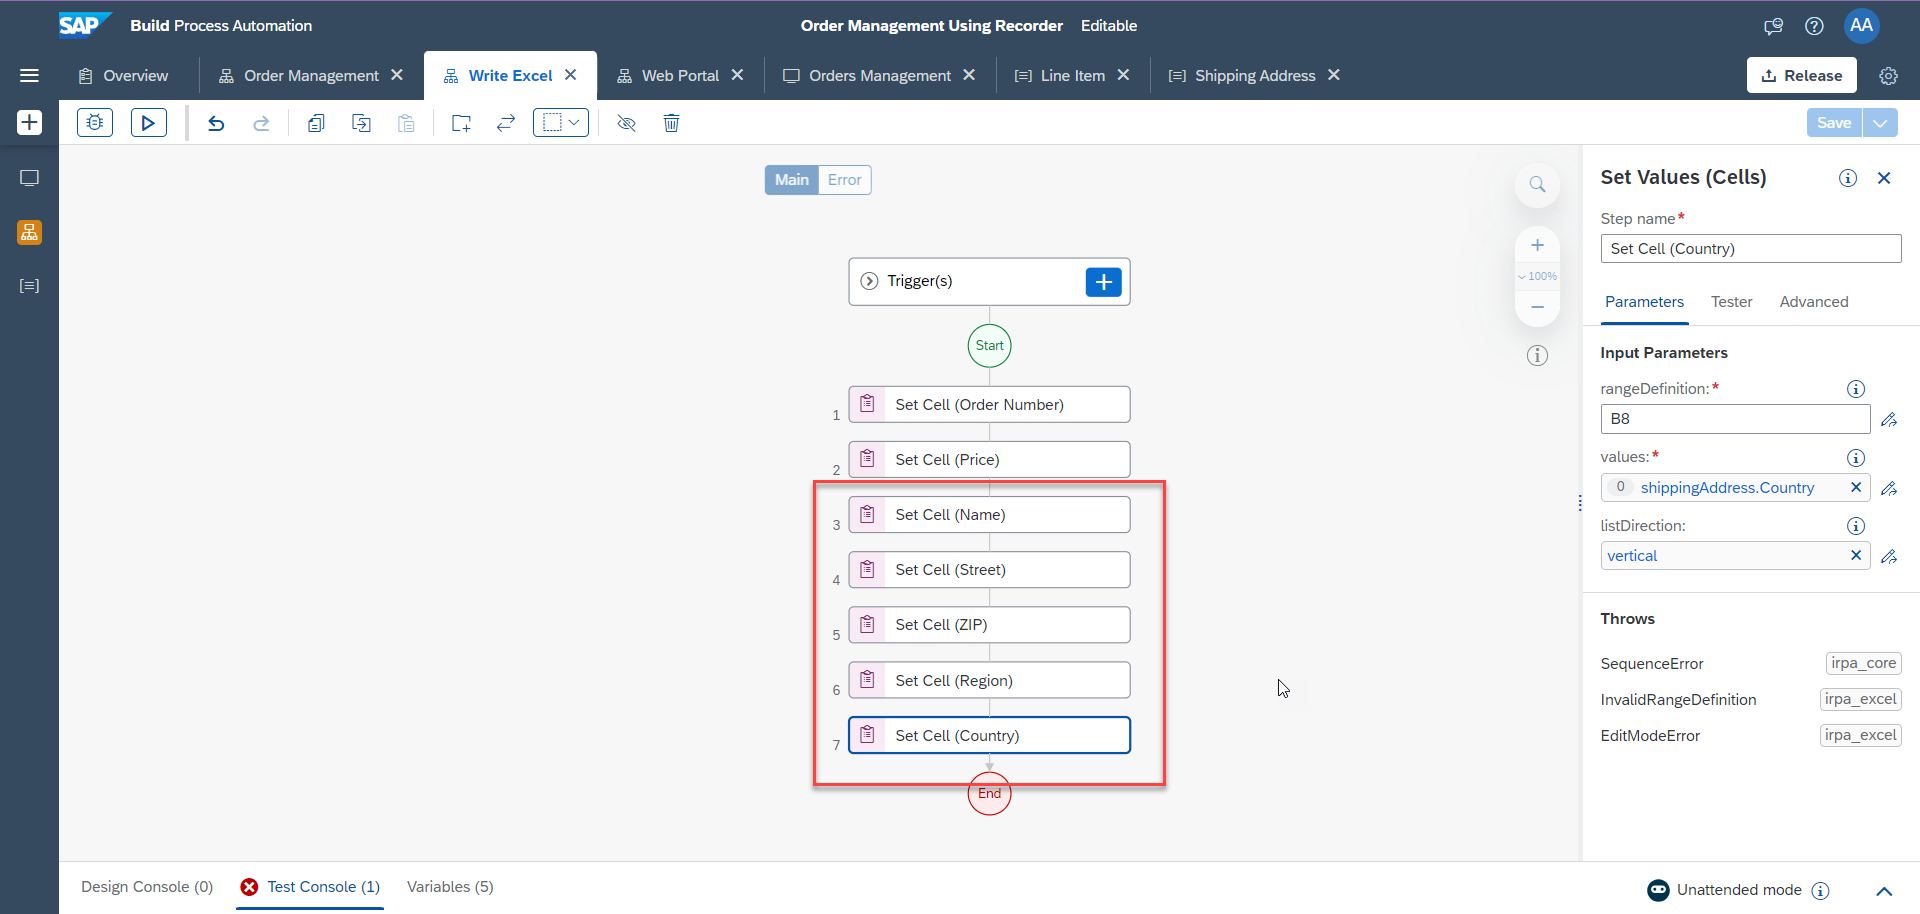 SAP Build Process Automation
Order Management Using Recorder Editable
AA
Overview
Order Management
Write Excel
Web Portal
Orders Management
Line Item
Shipping Address
Release
Save
Main Error
100%
Trigger(s)
Start
1 Set Cell (Order Number)
2 Set Cell (Price)
3 Set Cell (Name)
4 Set Cell (Street)
5 Set Cell (ZIP)
6 Set Cell (Region)
7 Set Cell (Country)
End
Set Values (Cells)
Step name*
Set Cell (Country)
Parameters Tester Advanced
Input Parameters
rangeDefinition:*
B8
values:*
0 shippingAddress.Country
listDirection:
vertical
Throws
SequenceError irpa_core
InvalidRangeDefinition irpa_excel
EditModeError irpa_excel
Design Console (0) Test Console (1) Variables (5)
Unattended mode